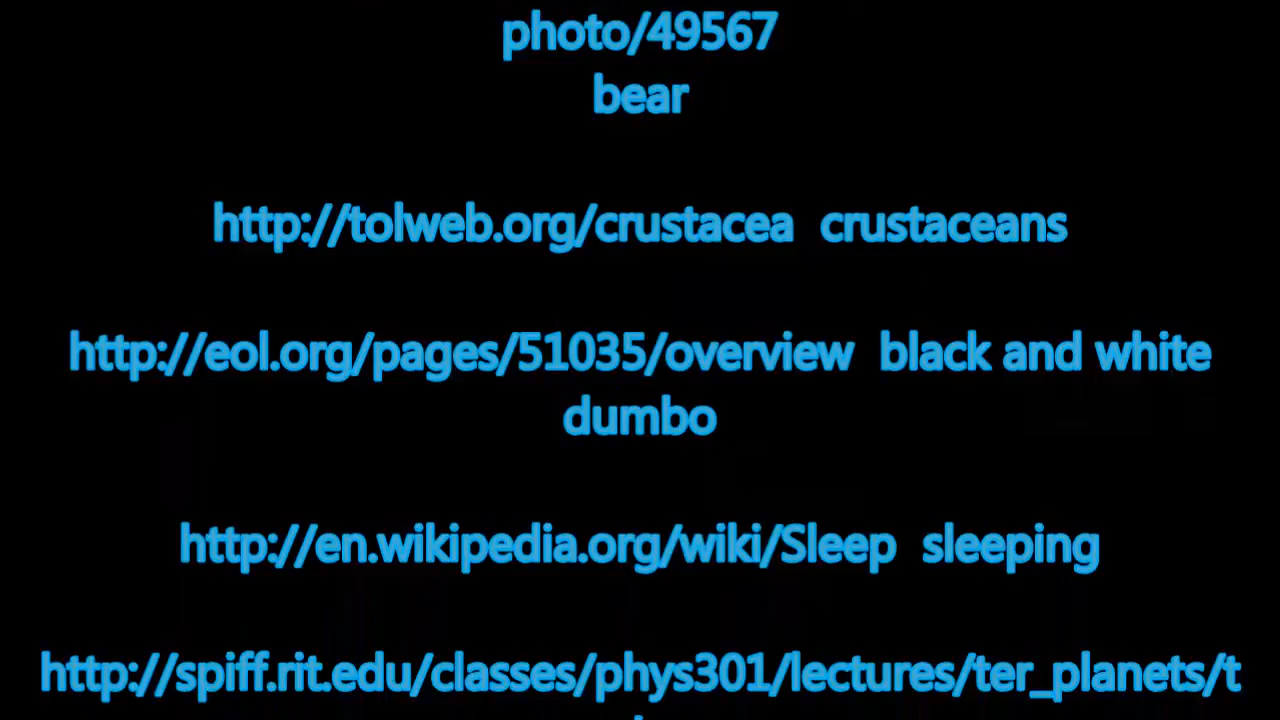 photo/49567
bear
http://tolweb.org/crustacea  crustaceans
http://eol.org/pages/51035/overview  black and white
dumbo
http://en.wikipedia.org/wiki/Sleep  sleeping
http://spiff.rit.edu/classes/phys301/lectures/ter_planets/t